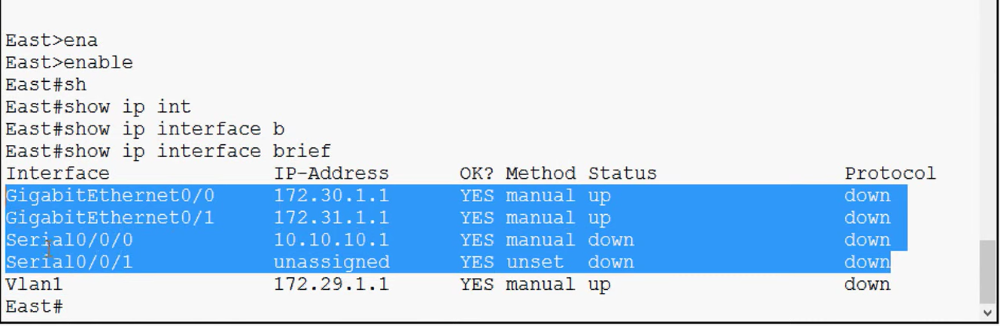 East>ena
East>enable
East#sh
East#show ip int
East#show ip interface b
East#show ip interface brief
Interface              IP-Address      OK? Method Status                Protocol
GigabitEthernet0/0     172.30.1.1      YES manual up                    down
GigabitEthernet0/1     172.31.1.1      YES manual up                    down
Serial0/0/0            10.10.10.1      YES manual down                  down
Serial0/0/1            unassigned      YES unset  down                  down
Vlan1                  172.29.1.1      YES manual up                    down
East#